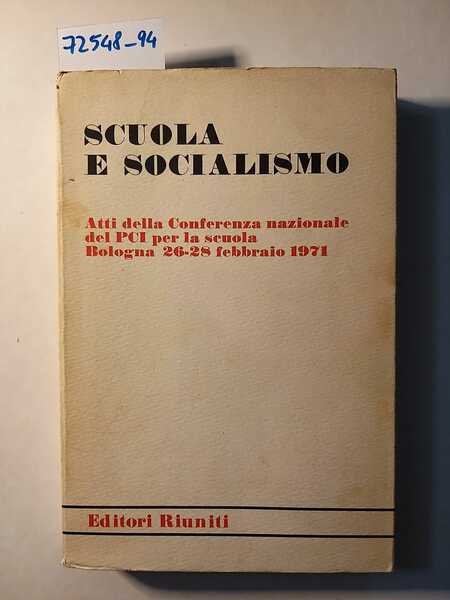 72548-94
SCUOLA
E SOCIALISMO
Atti della Conferenza nazionale
del PCI per la scuola
Bologna 26-28 febbraio 1971
Editori Riuniti